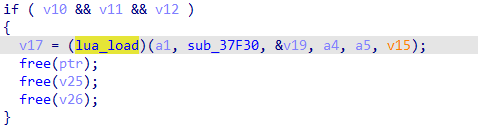 if ( v10 && v11 && v12 )
{
v17 = (lua_load)(a1, sub_37F30, &v19, a4, a5, v15);
free(ptr);
free(v25);
free(v26);
}